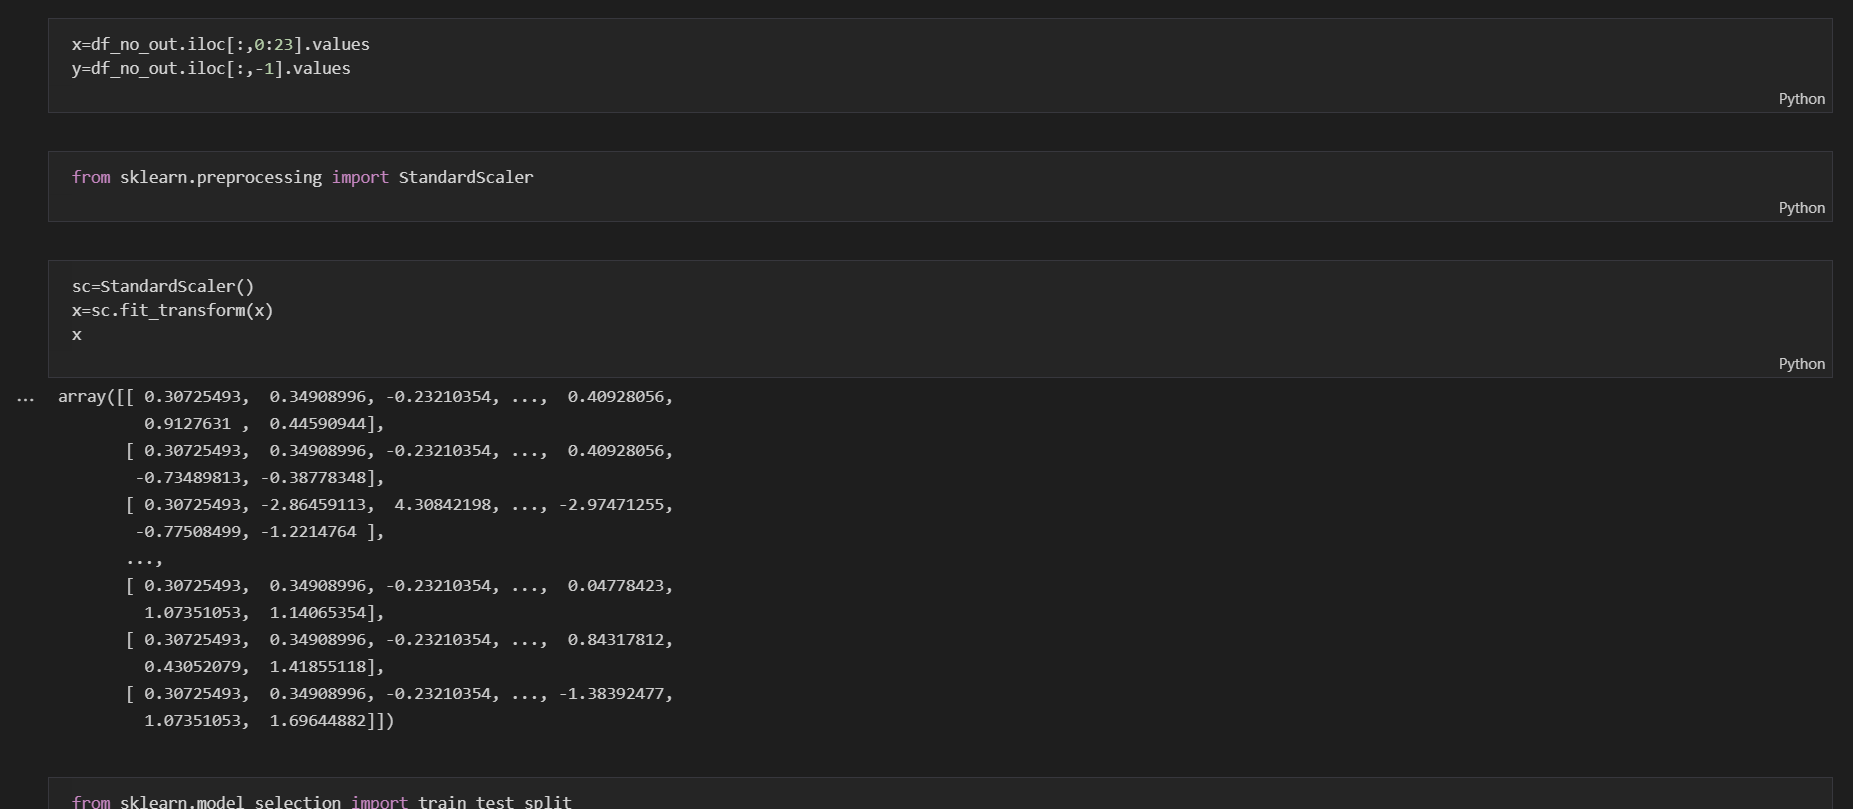 x=df_no_out.iloc[:,0:23].values
y=df_no_out.iloc[:,-1].values
Python
from sklearn.preprocessing import StandardScaler
Python
sc=StandardScaler()
x=sc.fit_transform(x)
x
Python
... array([[ 0.30725493,  0.34908996, -0.23210354, ...,  0.40928056,
         0.9127631 ,  0.44590944],
       [ 0.30725493,  0.34908996, -0.23210354, ...,  0.40928056,
        -0.73489813, -0.38778348],
       [ 0.30725493, -2.86459113,  4.30842198, ..., -2.97471255,
        -0.77508499, -1.2214764 ],
       ...,
       [ 0.30725493,  0.34908996, -0.23210354, ...,  0.04778423,
         1.07351053,  1.14065354],
       [ 0.30725493,  0.34908996, -0.23210354, ...,  0.84317812,
         0.43052079,  1.41855118],
       [ 0.30725493,  0.34908996, -0.23210354, ..., -1.38392477,
         1.07351053,  1.69644882]])
from sklearn.model_selection import train_test_split